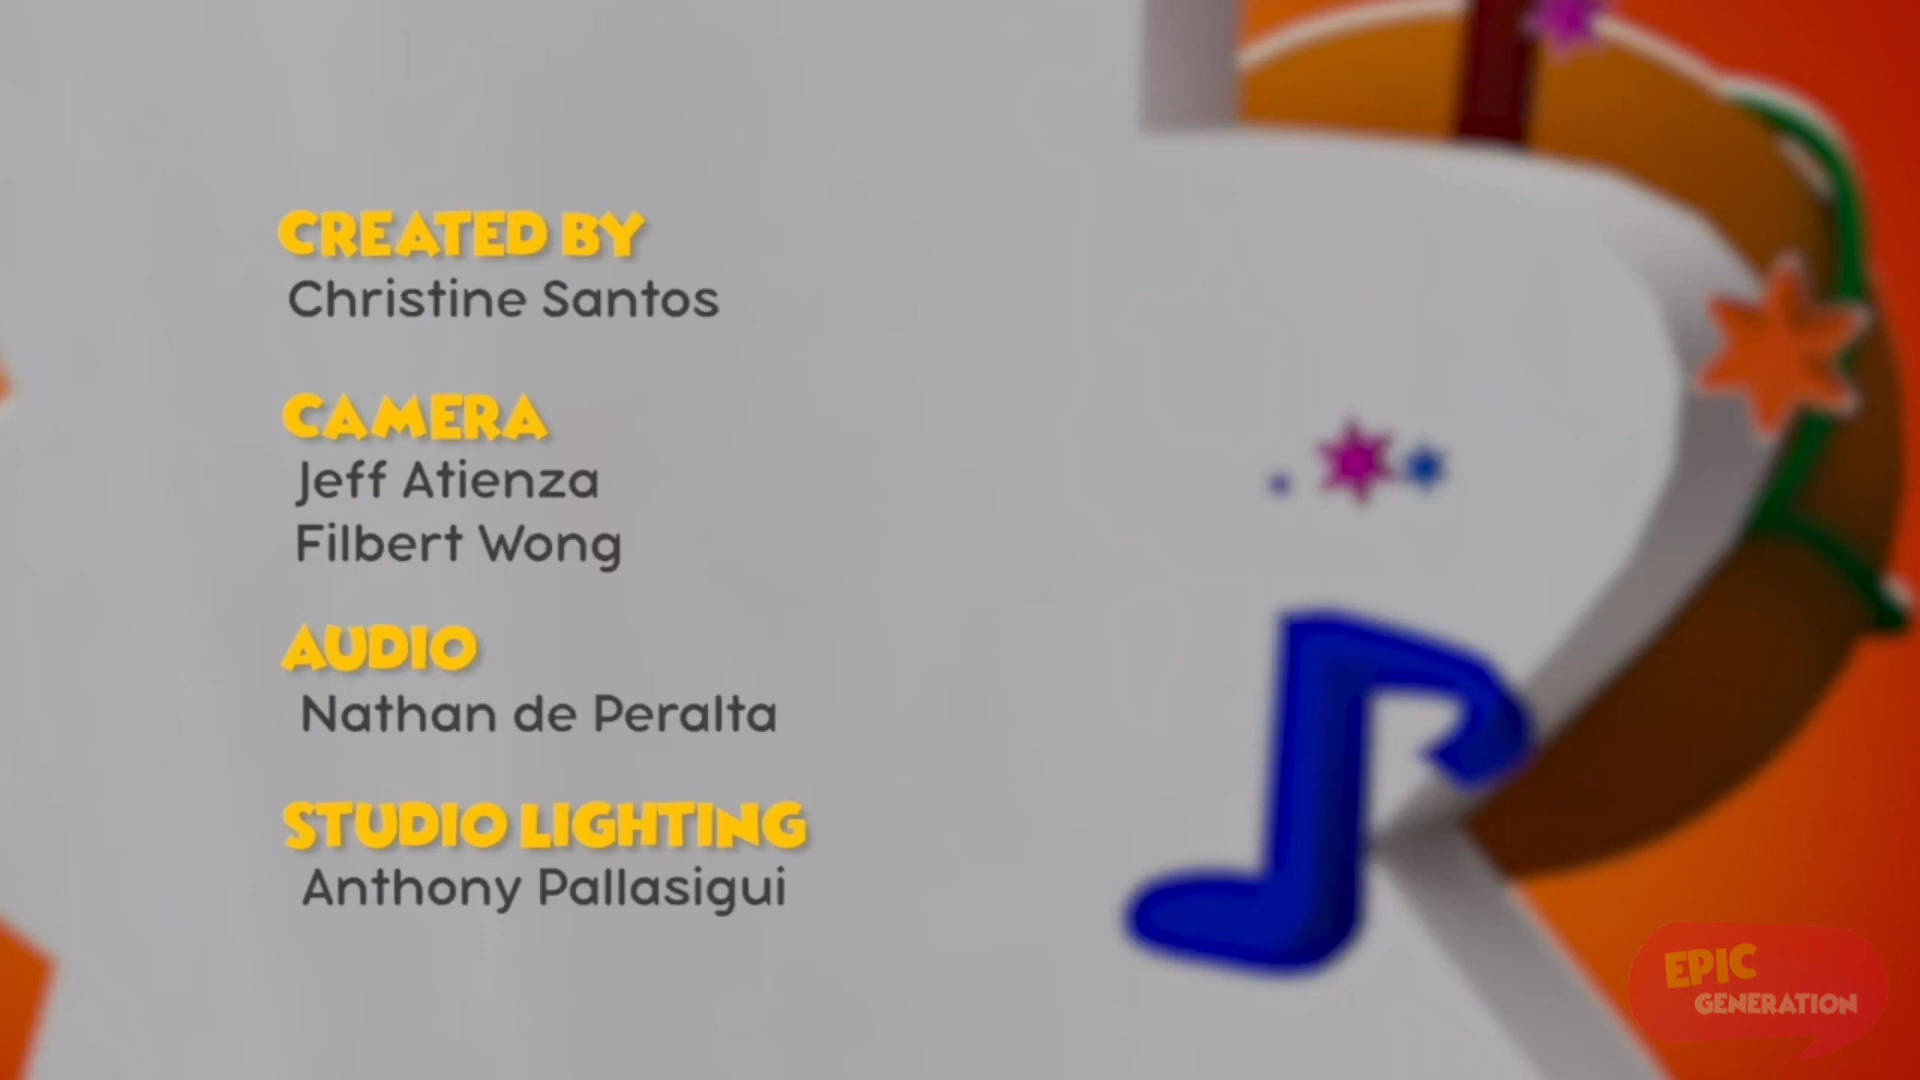 CREATED BY
Christine Santos
CAMERA
Jeff Atienza
Filbert Wong
AUDIO
Nathan de Peralta
STUDIO LIGHTING
Anthony Pallasigui
EPIC
GENERATION